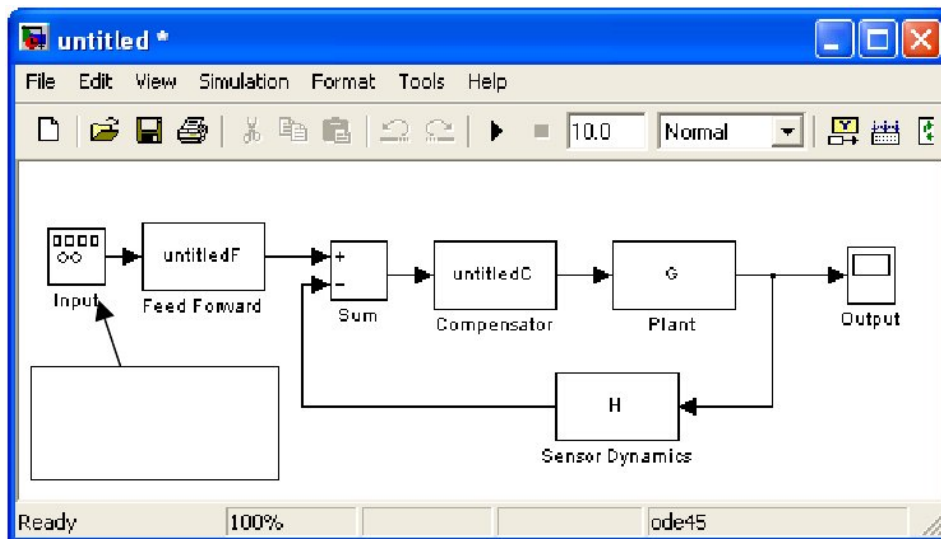 untitled *
File Edit View Simulation Format Tools Help
10.0 Normal
untitledF
Input
Feed Forward
+
−
Sum
untitledC
Compensator
G
Plant
Output
H
Sensor Dynamics
Ready 100% ode45